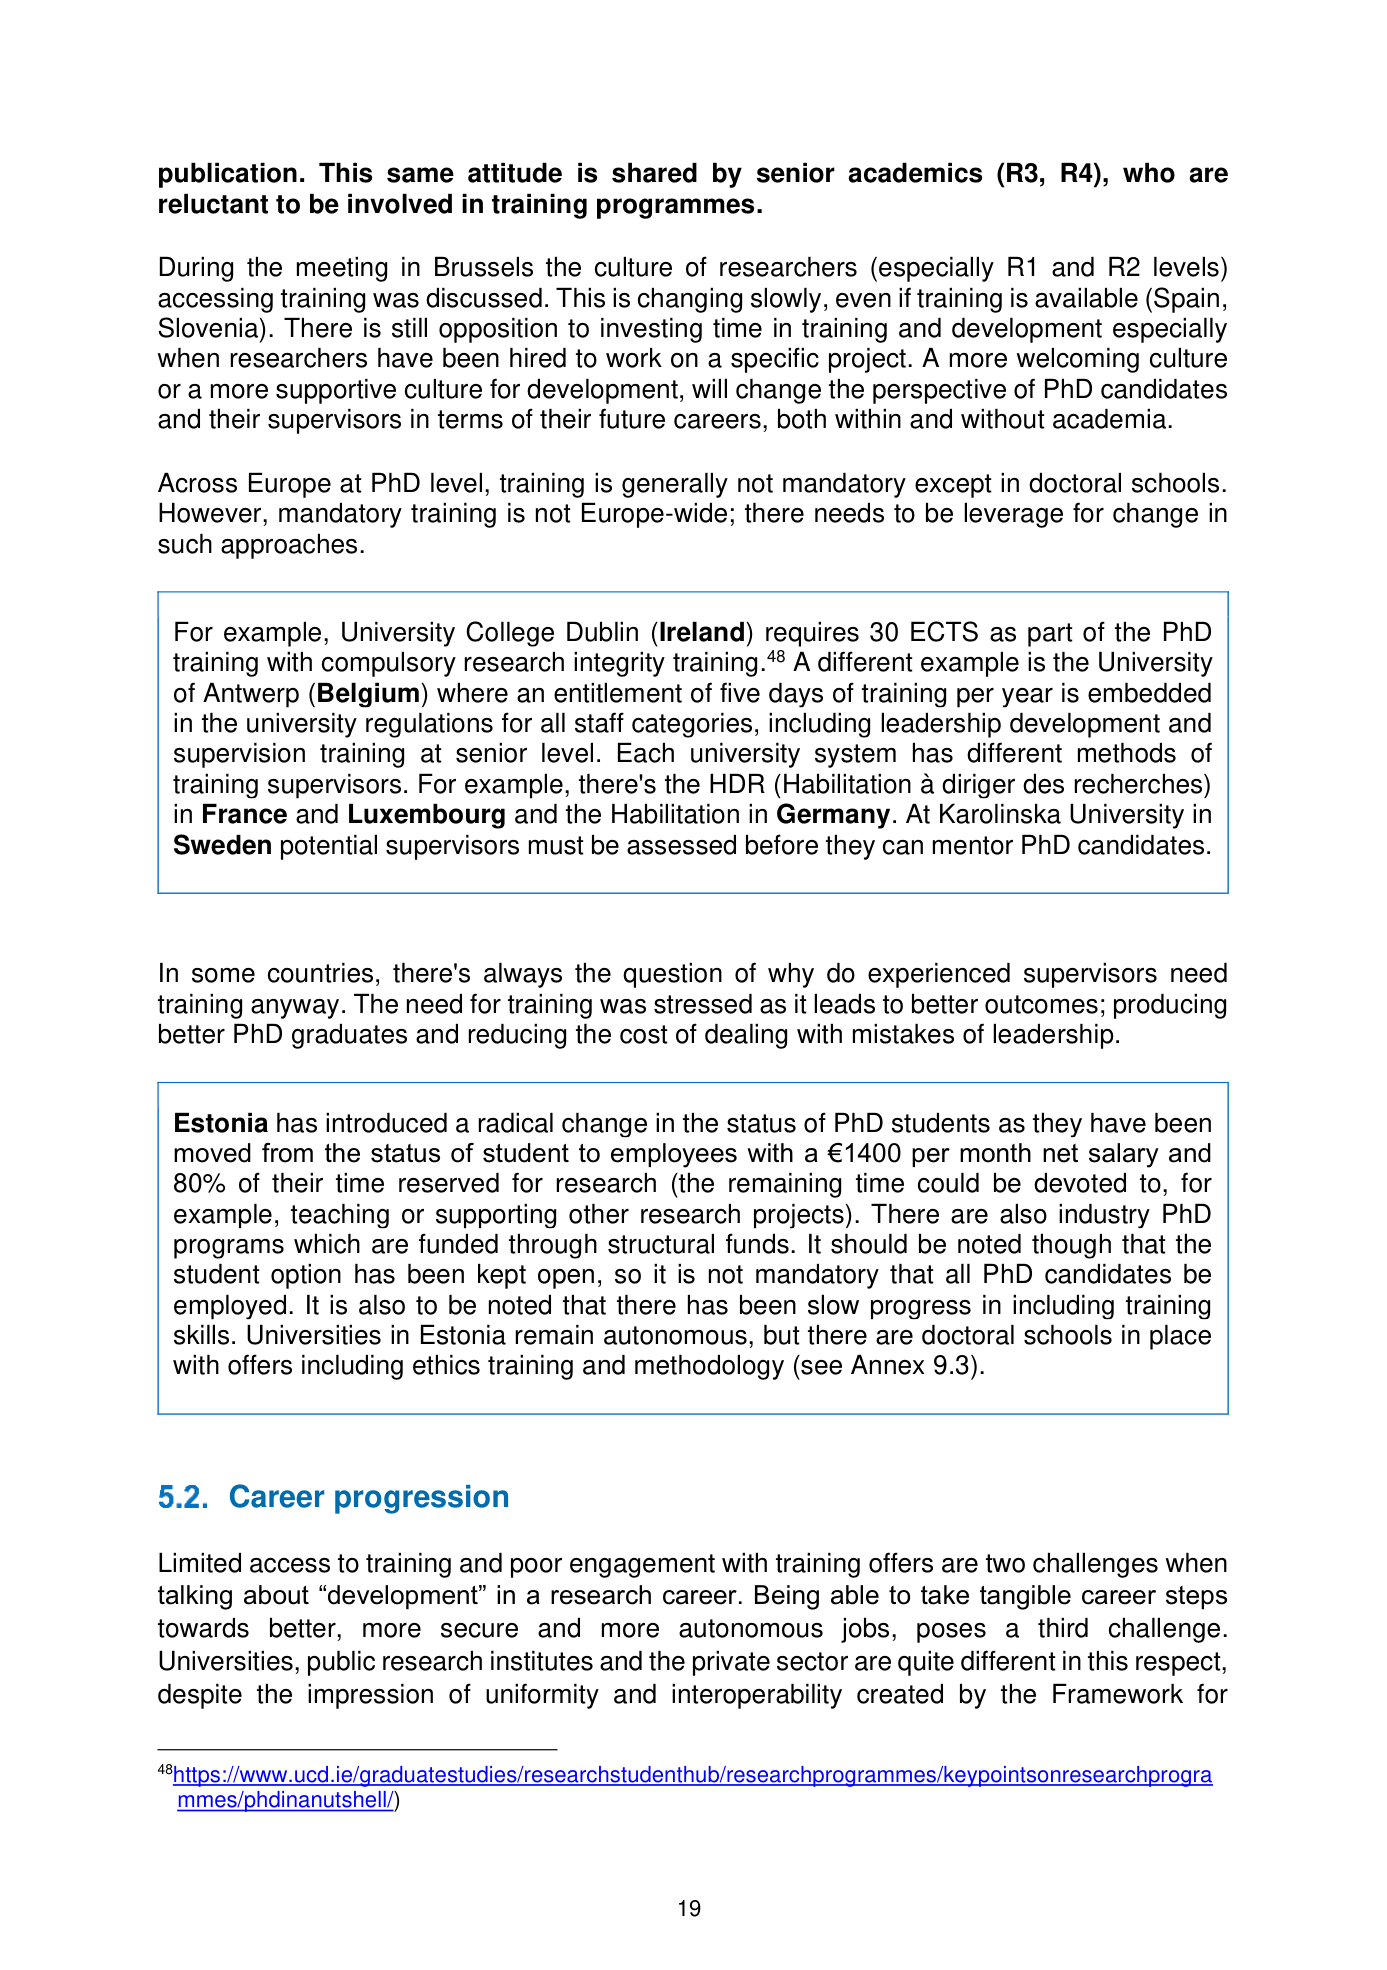 publication. This same attitude is shared by senior academics (R3, R4), who are
reluctant to be involved in training programmes.
During the meeting in Brussels the culture of researchers (especially R1 and R2 levels)
accessing training was discussed. This is changing slowly, even if training is available (Spain,
Slovenia). There is still opposition to investing time in training and development especially
when researchers have been hired to work on a specific project. A more welcoming culture
or a more supportive culture for development, will change the perspective of PhD candidates
and their supervisors in terms of their future careers, both within and without academia.
Across Europe at PhD level, training is generally not mandatory except in doctoral schools.
However, mandatory training is not Europe-wide; there needs to be leverage for change in
such approaches.
For example, University College Dublin (Ireland) requires 30 ECTS as part of the PhD
training with compulsory research integrity training.48 A different example is the University
of Antwerp (Belgium) where an entitlement of five days of training per year is embedded
in the university regulations for all staff categories, including leadership development and
supervision training at senior level. Each university system has different methods of
training supervisors. For example, there's the HDR (Habilitation à diriger des recherches)
in France and Luxembourg and the Habilitation in Germany. At Karolinska University in
Sweden potential supervisors must be assessed before they can mentor PhD candidates.
In some countries, there's always the question of why do experienced supervisors need
training anyway. The need for training was stressed as it leads to better outcomes; producing
better PhD graduates and reducing the cost of dealing with mistakes of leadership.
Estonia has introduced a radical change in the status of PhD students as they have been
moved from the status of student to employees with a €1400 per month net salary and
80% of their time reserved for research (the remaining time could be devoted to, for
example, teaching or supporting other research projects). There are also industry PhD
programs which are funded through structural funds. It should be noted though that the
student option has been kept open, so it is not mandatory that all PhD candidates be
employed. It is also to be noted that there has been slow progress in including training
skills. Universities in Estonia remain autonomous, but there are doctoral schools in place
with offers including ethics training and methodology (see Annex 9.3).
5.2. Career progression
Limited access to training and poor engagement with training offers are two challenges when
talking about “development” in a research career. Being able to take tangible career steps
towards better, more secure and more autonomous jobs, poses a third challenge.
Universities, public research institutes and the private sector are quite different in this respect,
despite the impression of uniformity and interoperability created by the Framework for
48https://www.ucd.ie/graduatestudies/researchstudenthub/researchprogrammes/keypointsonresearchprogra
mmes/phdinanutshell/)
19